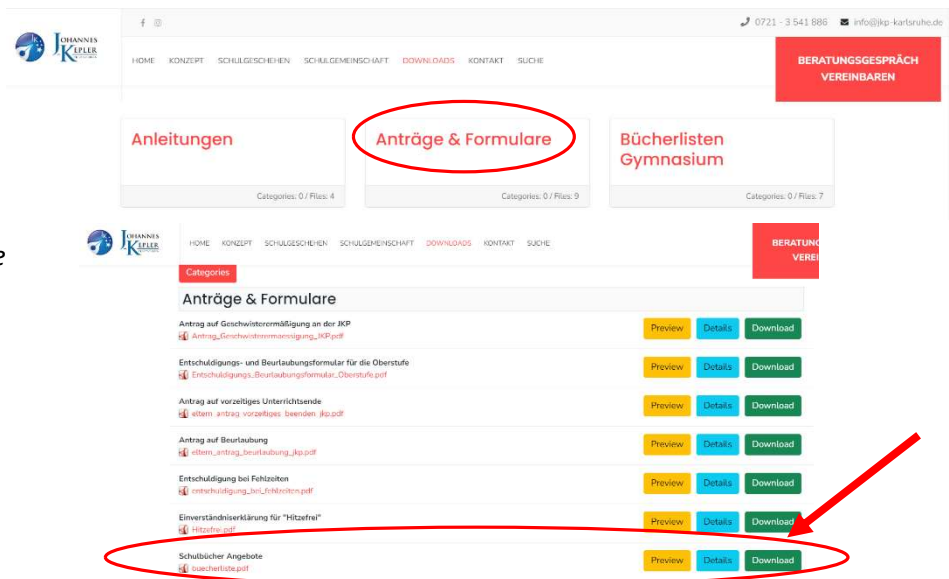 0721 - 3 541 886 info@jkp-karlsruhe.de
JOHANNES
KEPLER
HOME KONZEPT SCHULGESCHEHEN SCHULGEMEINSCHAFT DOWNLOADS KONTAKT SUCHE
BERATUNGSGESPRÄCH
VEREINBAREN
Anleitungen
Categories: 0 / Files: 4
Anträge & Formulare
Categories: 0 / Files: 9
Bücherlisten
Gymnasium
Categories: 0 / Files: 7
e
JOHANNES
KEPLER
HOME KONZEPT SCHULGESCHEHEN SCHULGEMEINSCHAFT DOWNLOADS KONTAKT SUCHE
BERATUNG
VEREI
Categories
Anträge & Formulare
Antrag auf Geschwisterermäßigung an der JKP
Antrag_Geschwisterermaessigung_JKP.pdf
Preview Details Download
Entschuldigungs- und Beurlaubungsformular für die Oberstufe
Entschuldigungs_Beurlaubungsformular_Oberstufe.pdf
Preview Details Download
Antrag auf vorzeitiges Unterrichtsende
eltern_antrag_vorzeitiges_beenden_jkp.pdf
Preview Details Download
Antrag auf Beurlaubung
eltern_antrag_beurlaubung_jkp.pdf
Preview Details Download
Entschuldigung bei Fehlzeiten
entschuldigung_bei_fehlzeiten.pdf
Preview Details Download
Einverständniserklärung für "Hitzefrei"
Hitzefrei.pdf
Preview Details Download
Schulbücher Angebote
buecherliste.pdf
Preview Details Download